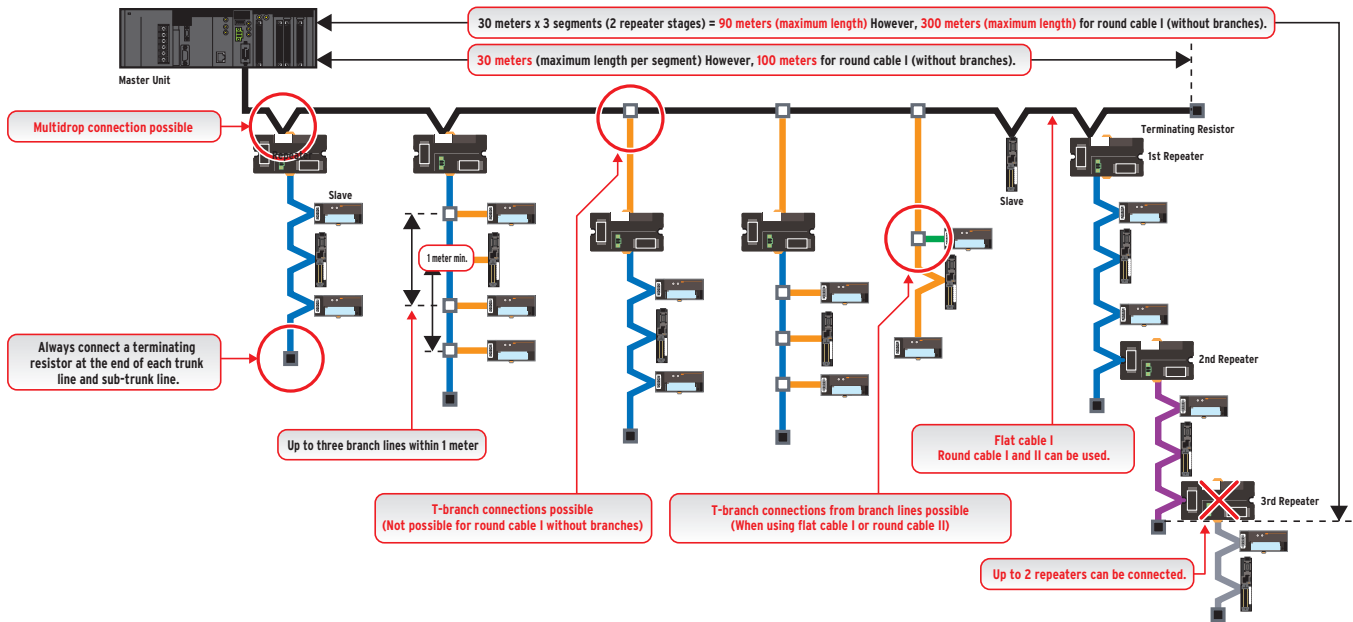 30 meters x 3 segments (2 repeater stages) = 90 meters (maximum length) However, 300 meters (maximum length) for round cable I (without branches).
30 meters (maximum length per segment) However, 100 meters for round cable I (without branches).
Master Unit
Multidrop connection possible
Terminating Resistor
Repeater
1st Repeater
Slave
Slave
1 meter min.
Always connect a terminating
resistor at the end of each trunk
line and sub-trunk line.
2nd Repeater
Up to three branch lines within 1 meter
Flat cable I
Round cable I and II can be used.
T-branch connections possible
(Not possible for round cable I without branches)
T-branch connections from branch lines possible
(When using flat cable I or round cable II)
3rd Repeater
Up to 2 repeaters can be connected.